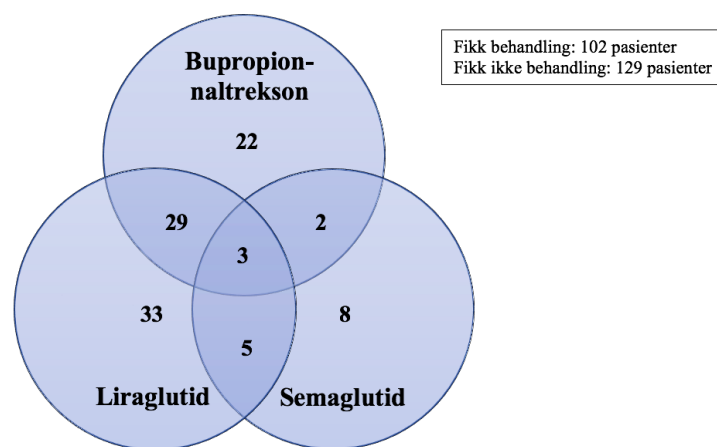 Fikk behandling: 102 pasienter
Fikk ikke behandling: 129 pasienter
Bupropion-
naltrekson
22
29
2
3
33
8
5
Liraglutid
Semaglutid